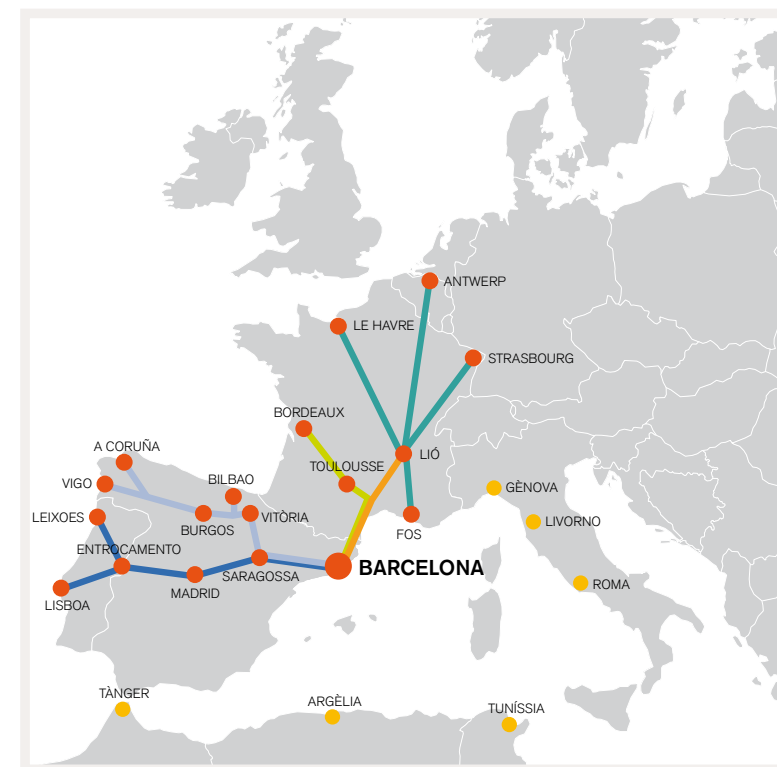 ANTWERP
LE HAVRE
STRASBOURG
BORDEAUX
A CORUÑA
LIÓ
TOULOUSSE
VIGO
BILBAO
GÈNOVA
LEIXOES
VITÒRIA
LIVORNO
BURGOS
FOS
ENTROCAMENTO
BARCELONA
SARAGOSSA
ROMA
MADRID
LISBOA
TÀNGER
ARGÈLIA
TUNÍSSIA